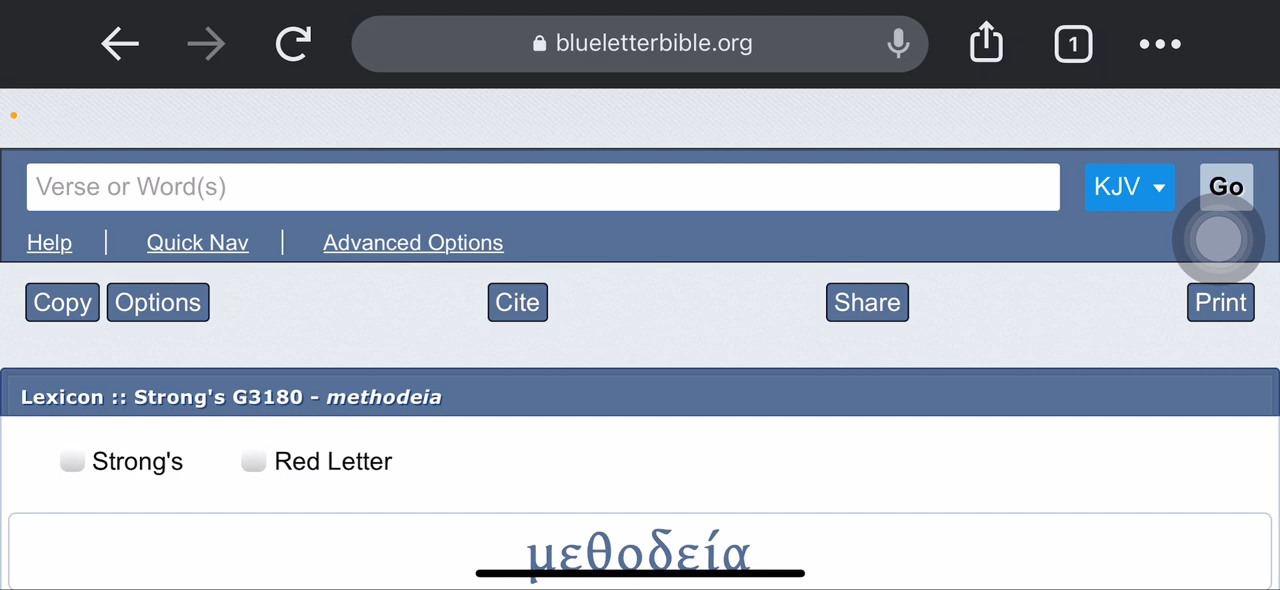 blueletterbible.org 1
Verse or Word(s) KJV Go
Help Quick Nav Advanced Options
Copy Options Cite Share Print
Lexicon :: Strong's G3180 - methodeia
Strong's Red Letter
μεθοδεία